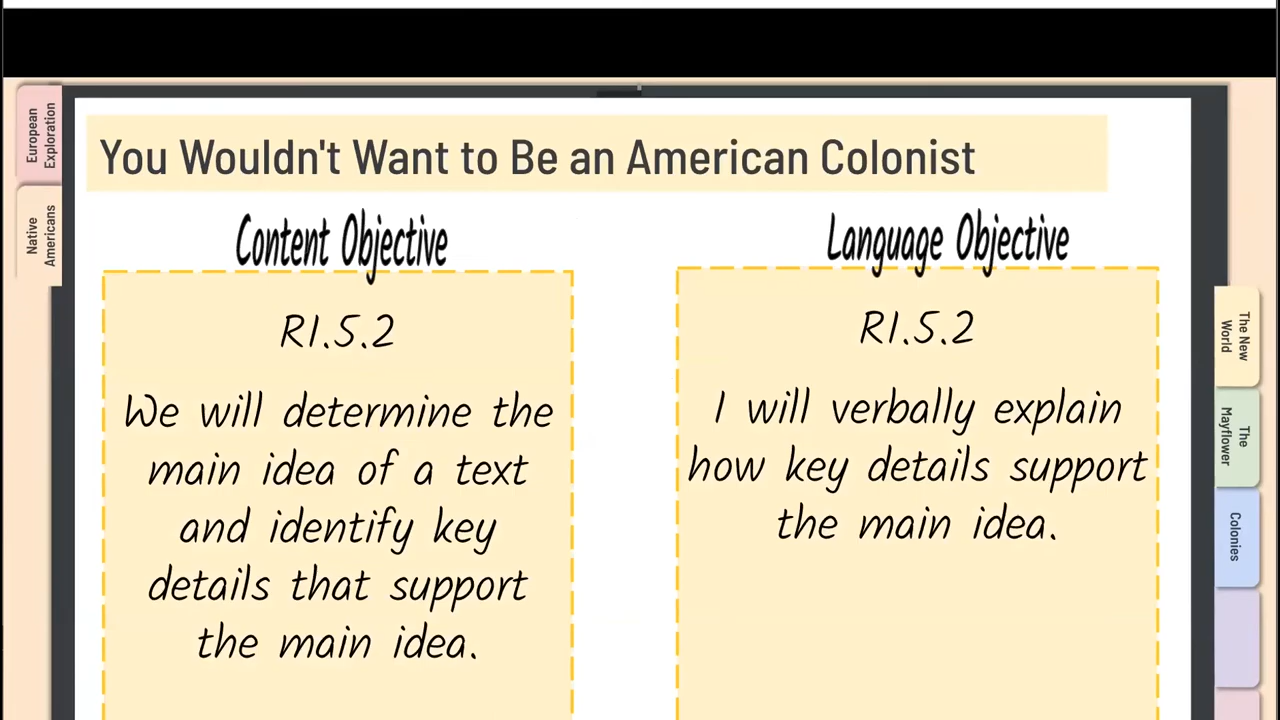 European
Exploration
Native
Americans
You Wouldn't Want to Be an American Colonist
Content Objective
R1.5.2
We will determine the
main idea of a text
and identify key
details that support
the main idea.
Language Objective
R1.5.2
I will verbally explain
how key details support
the main idea.
The New
World
The
Mayflower
Colonies